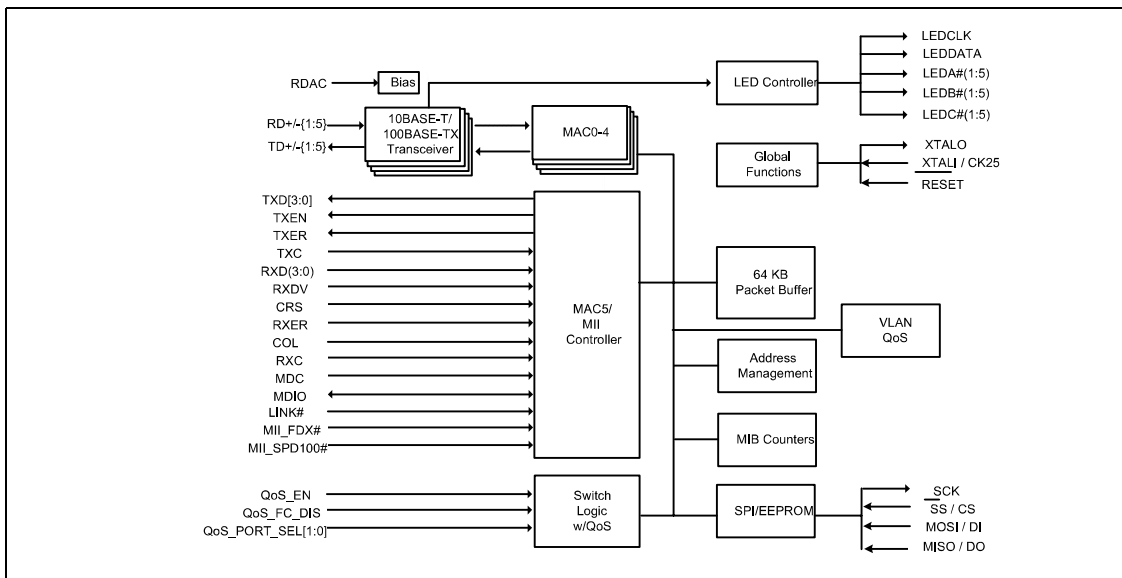 LEDCLK
LEDDATA
LEDA#(1:5)
LEDB#(1:5)
LEDC#(1:5)
LED Controller
RDAC
Bias
RD+/-{1:5}
TD+/-{1:5}
10BASE-T/
100BASE-TX
Transceiver
MAC0-4
Global
Functions
XTALO
XTALI / CK25
RESET
TXD[3:0]
TXEN
TXER
TXC
RXD(3:0)
RXDV
CRS
RXER
COL
RXC
MDC
MDIO
LINK#
MII_FDX#
MII_SPD100#
MAC5/
MII
Controller
64 KB
Packet Buffer
VLAN
QoS
Address
Management
MIB Counters
QoS_EN
QoS_FC_DIS
QoS_PORT_SEL[1:0]
Switch
Logic
w/QoS
SPI/EEPROM
SCK
SS / CS
MOSI / DI
MISO / DO